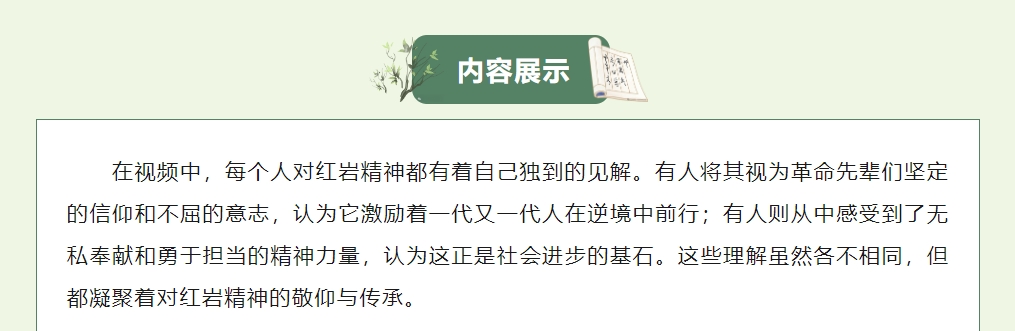 内容展示
在视频中，每个人对红岩精神都有着自己独到的见解。有人将其视为革命先辈们坚定
的信仰和不屈的意志，认为它激励着一代又一代人在逆境中前行；有人则从中感受到了无
私奉献和勇于担当的精神力量，认为这正是社会进步的基石。这些理解虽然各不相同，但
都凝聚着对红岩精神的敬仰与传承。